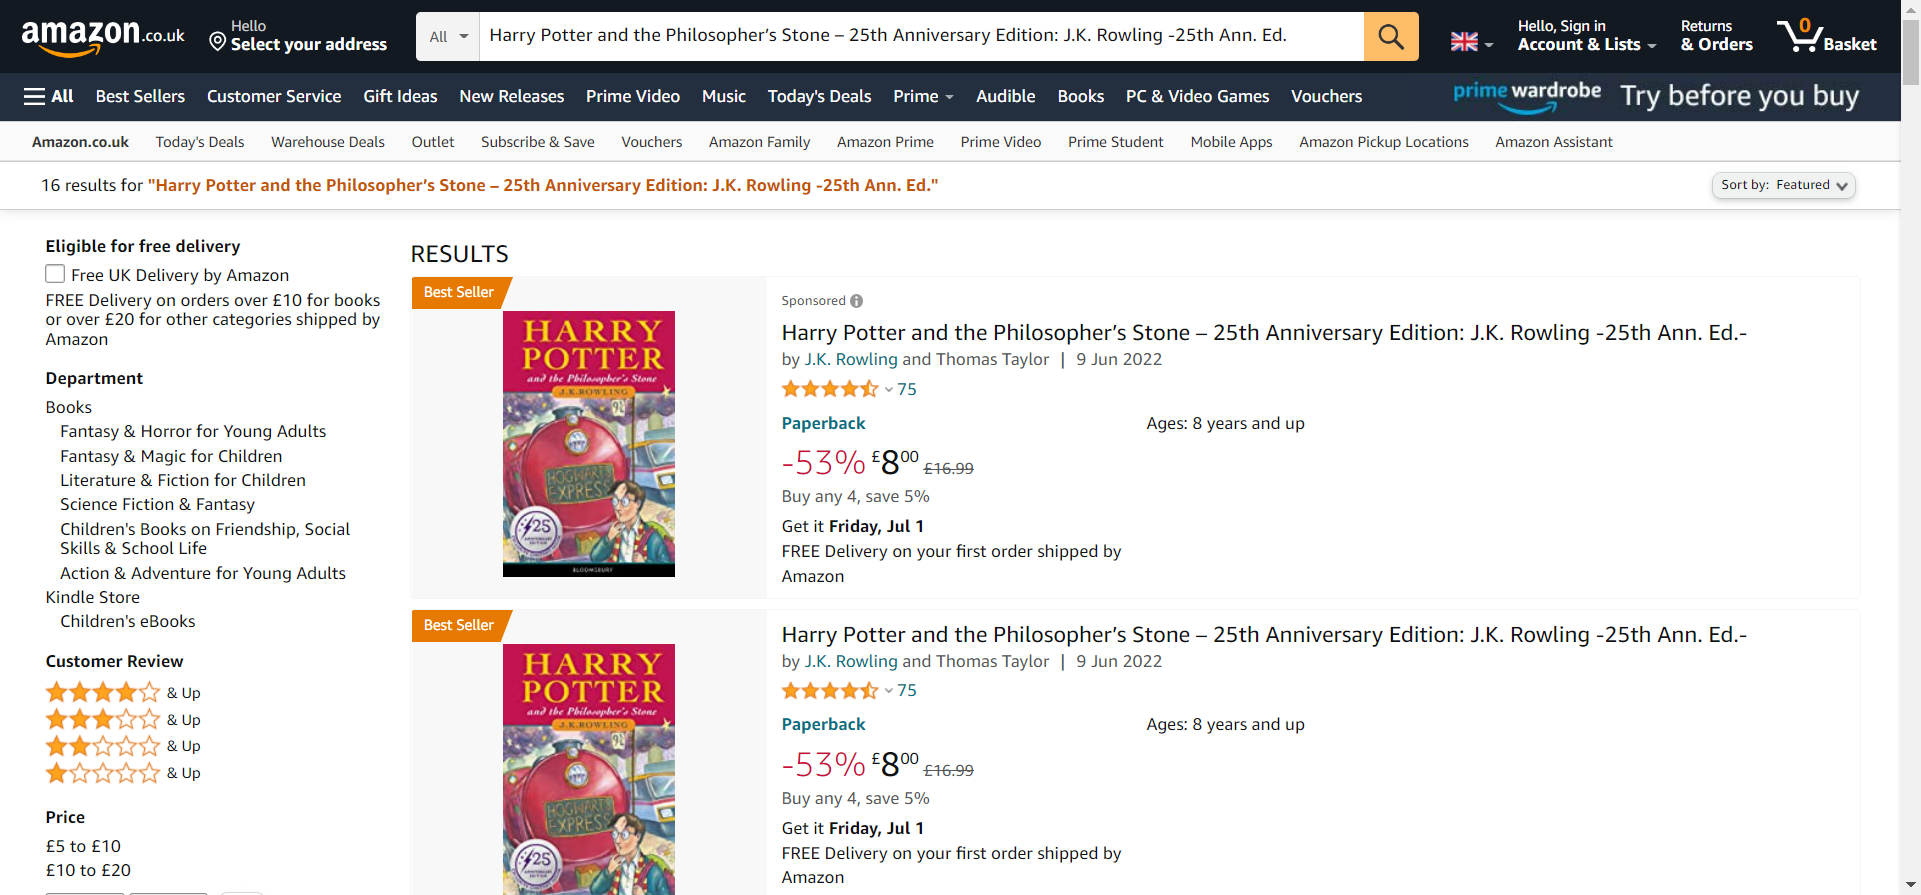 amazon.co.uk
Hello
Select your address
All
Harry Potter and the Philosopher’s Stone – 25th Anniversary Edition: J.K. Rowling -25th Ann. Ed.
Hello, Sign in
Account & Lists
Returns
& Orders
0
Basket
All
Best Sellers
Customer Service
Gift Ideas
New Releases
Prime Video
Music
Today's Deals
Prime
Audible
Books
PC & Video Games
Vouchers
prime wardrobe
Try before you buy
Amazon.co.uk
Today's Deals
Warehouse Deals
Outlet
Subscribe & Save
Vouchers
Amazon Family
Amazon Prime
Prime Video
Prime Student
Mobile Apps
Amazon Pickup Locations
Amazon Assistant
16 results for "Harry Potter and the Philosopher’s Stone – 25th Anniversary Edition: J.K. Rowling -25th Ann. Ed."
Sort by: Featured
Eligible for free delivery
Free UK Delivery by Amazon
FREE Delivery on orders over £10 for books
or over £20 for other categories shipped by
Amazon
Department
Books
Fantasy & Horror for Young Adults
Fantasy & Magic for Children
Literature & Fiction for Children
Science Fiction & Fantasy
Children's Books on Friendship, Social
Skills & School Life
Action & Adventure for Young Adults
Kindle Store
Children's eBooks
Customer Review
& Up
& Up
& Up
& Up
Price
£5 to £10
£10 to £20
RESULTS
Best Seller
HARRY
POTTER
and the Philosopher's Stone
J.K.ROWLING
9¾
HOGWARTS
EXPRESS
25
ANNIVERSARY
EDITION
BLOOMSBURY
Sponsored
Harry Potter and the Philosopher’s Stone – 25th Anniversary Edition: J.K. Rowling -25th Ann. Ed.-
by J.K. Rowling and Thomas Taylor | 9 Jun 2022
75
Paperback
Ages: 8 years and up
-53% £800 £16.99
Buy any 4, save 5%
Get it Friday, Jul 1
FREE Delivery on your first order shipped by
Amazon
Best Seller
HARRY
POTTER
and the Philosopher's Stone
J.K.ROWLING
9¾
HOGWARTS
EXPRESS
25
ANNIVERSARY
EDITION
Harry Potter and the Philosopher’s Stone – 25th Anniversary Edition: J.K. Rowling -25th Ann. Ed.-
by J.K. Rowling and Thomas Taylor | 9 Jun 2022
75
Paperback
Ages: 8 years and up
-53% £800 £16.99
Buy any 4, save 5%
Get it Friday, Jul 1
FREE Delivery on your first order shipped by
Amazon